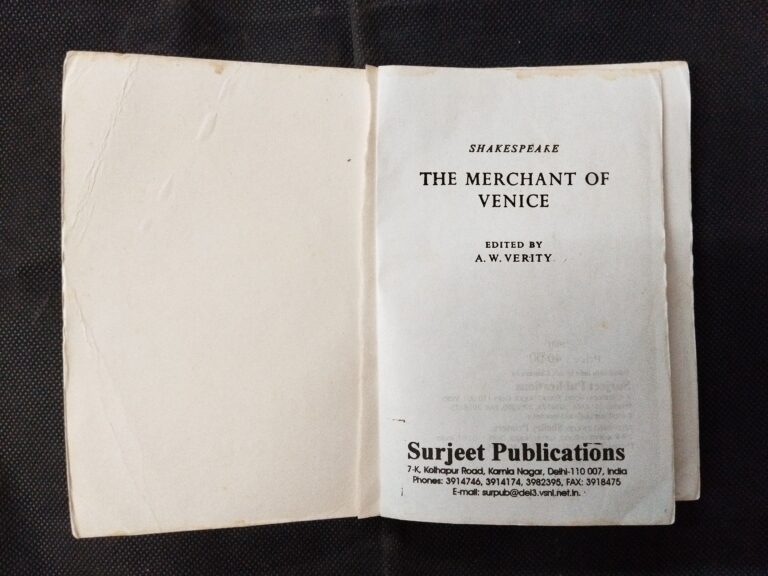 SHAKESPEARE
THE MERCHANT OF
VENICE
EDITED BY
A. W. VERITY
Surjeet Publications
7-K, Kolhapur Road, Kamla Nagar, Delhi-110 007, India
Phones: 3914746, 3914174, 3982395, FAX: 3918475
E-mail: surpub@del3.vsnl.net.in.